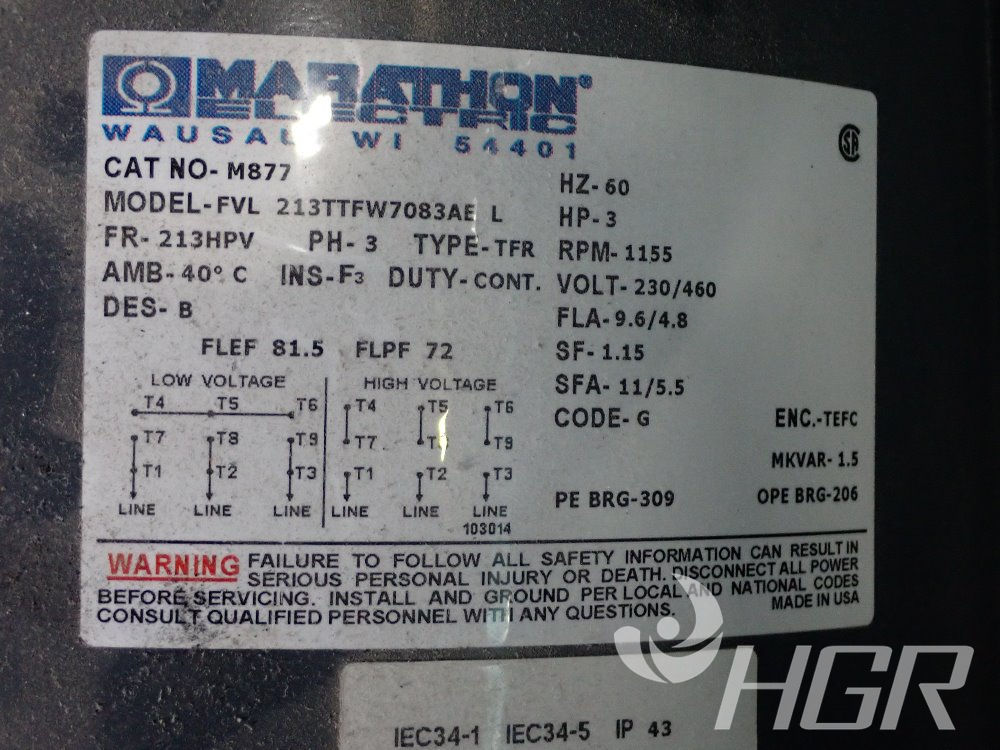 MARATHON®
ELECTRIC
WAUSAU WI 54401
CAT NO- M877
MODEL-FVL 213TTFW7083AE L
FR- 213HPV PH- 3 TYPE-TFR
AMB- 40° C INS-F3 DUTY-CONT.
DES- B
FLEF 81.5 FLPF 72
HZ- 60
HP- 3
RPM- 1155
VOLT- 230/460
FLA- 9.6/4.8
SF- 1.15
SFA- 11/5.5
CODE- G ENC.-TEFC
MKVAR- 1.5
PE BRG-309 OPE BRG-206
LOW VOLTAGE HIGH VOLTAGE
T4 T5 T6 T4 T5 T6
T7 T8 T9 T7 T9
T1 T2 T3 T1 T2 T3
LINE LINE LINE LINE LINE LINE
103014
WARNING FAILURE TO FOLLOW ALL SAFETY INFORMATION CAN RESULT IN
SERIOUS PERSONAL INJURY OR DEATH. DISCONNECT ALL POWER
BEFORE SERVICING. INSTALL AND GROUND PER LOCAL AND NATIONAL CODES
CONSULT QUALIFIED PERSONNEL WITH ANY QUESTIONS. MADE IN USA
IEC34-1 IEC34-5 IP 43
HGR